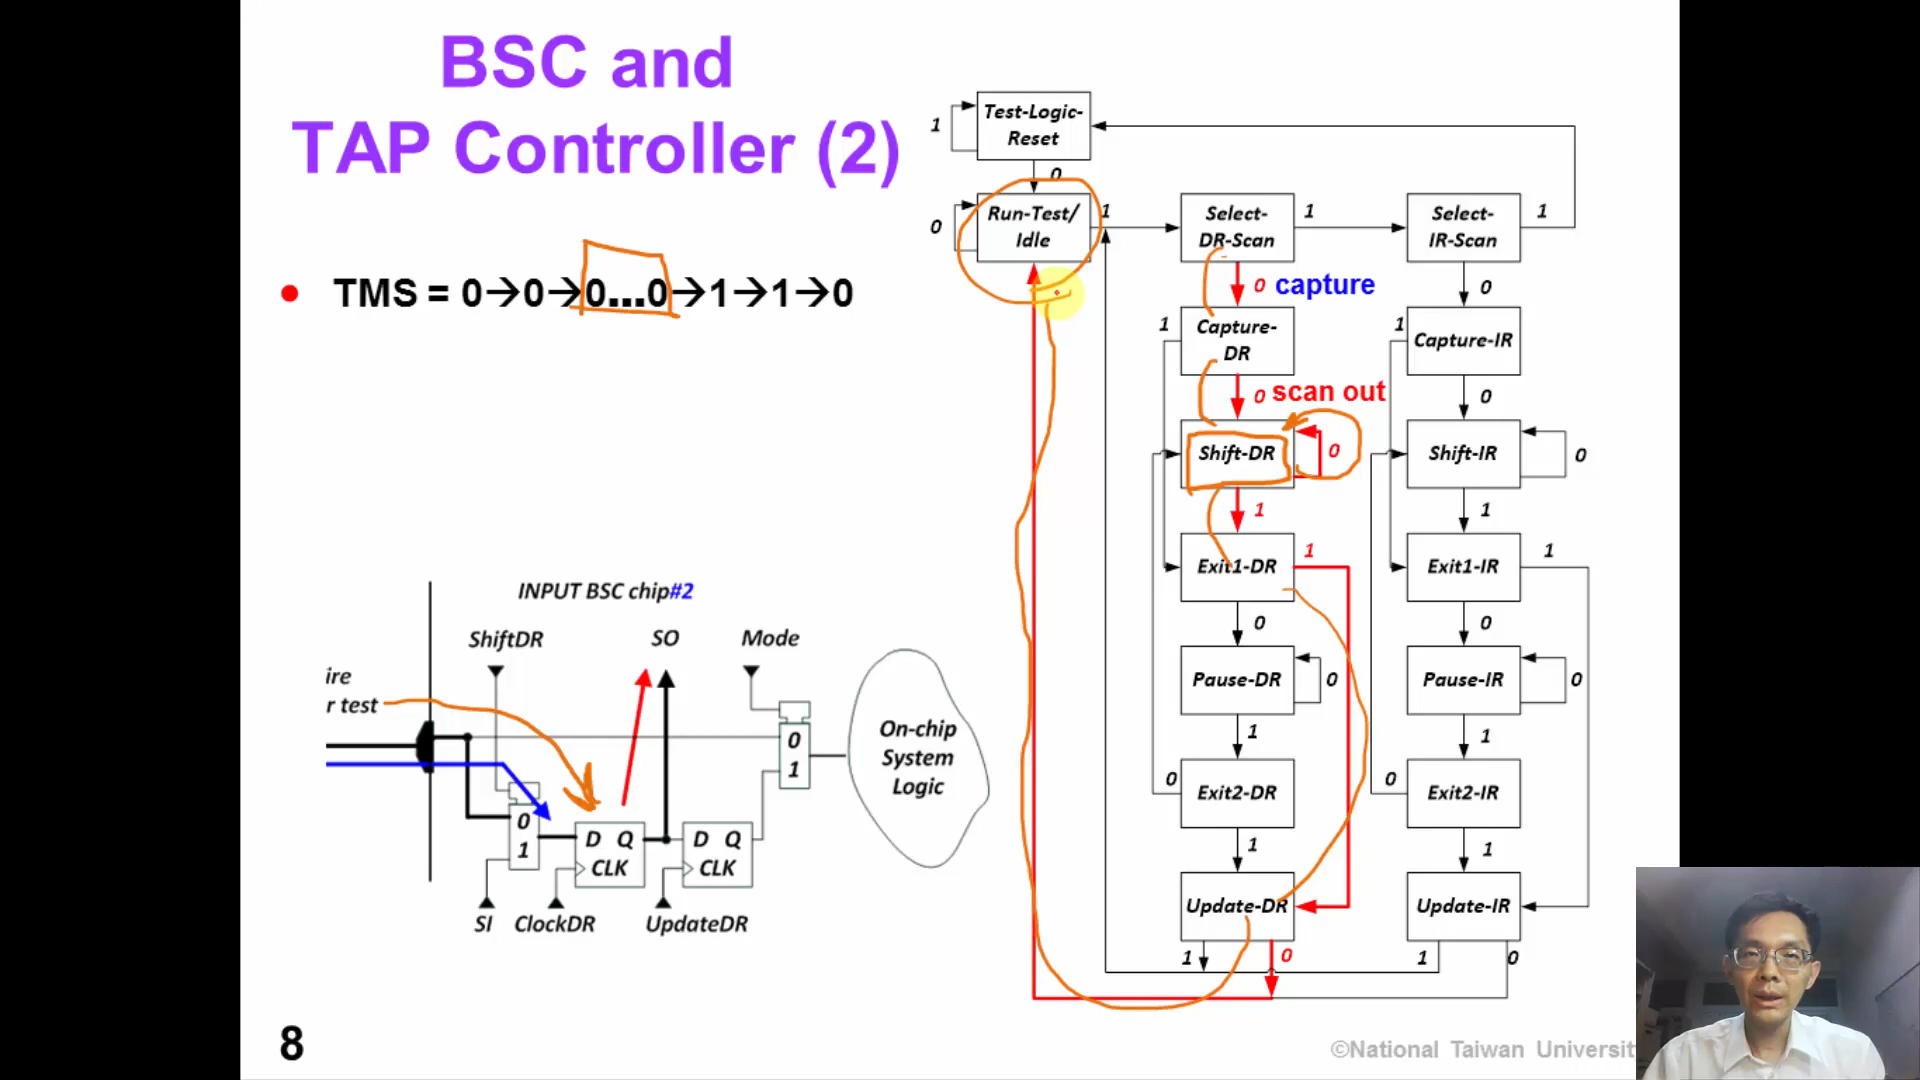 BSC and
TAP Controller (2)
TMS = 0→0→0...0→1→1→0
INPUT BSC chip#2
ShiftDR
SO
Mode
ire
r test
0
1
D Q
CLK
D Q
CLK
0
1
On-chip
System
Logic
SI
ClockDR
UpdateDR
Test-Logic-
Reset
1
0
Run-Test/
Idle
0
1
Select-
DR-Scan
1
Select-
IR-Scan
1
0 capture
0
Capture-
DR
1
Capture-IR
1
0 scan out
0
Shift-DR
0
Shift-IR
0
1
1
Exit1-DR
1
Exit1-IR
1
0
0
Pause-DR
0
Pause-IR
0
1
1
Exit2-DR
0
Exit2-IR
0
1
1
Update-DR
Update-IR
1
0
1
0
8
©National Taiwan Universit